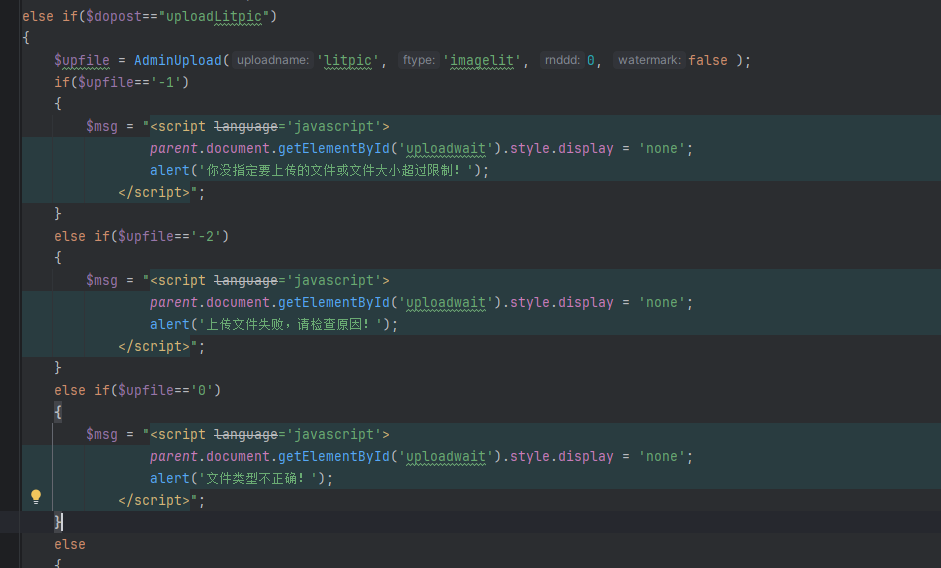 else if($dopost=="uploadLitpic")
{
    $upfile = AdminUpload( uploadname: 'litpic', ftype: 'imagelit', rnddd: 0, watermark: false );
    if($upfile=='-1')
    {
        $msg = "<script language='javascript'>
                parent.document.getElementById('uploadwait').style.display = 'none';
                alert('你没指定要上传的文件或文件大小超过限制！');
            </script>";
    }
    else if($upfile=='-2')
    {
        $msg = "<script language='javascript'>
                parent.document.getElementById('uploadwait').style.display = 'none';
                alert('上传文件失败，请检查原因！');
            </script>";
    }
    else if($upfile=='0')
    {
        $msg = "<script language='javascript'>
                parent.document.getElementById('uploadwait').style.display = 'none';
                alert('文件类型不正确！');
            </script>";
    }
    else
    {